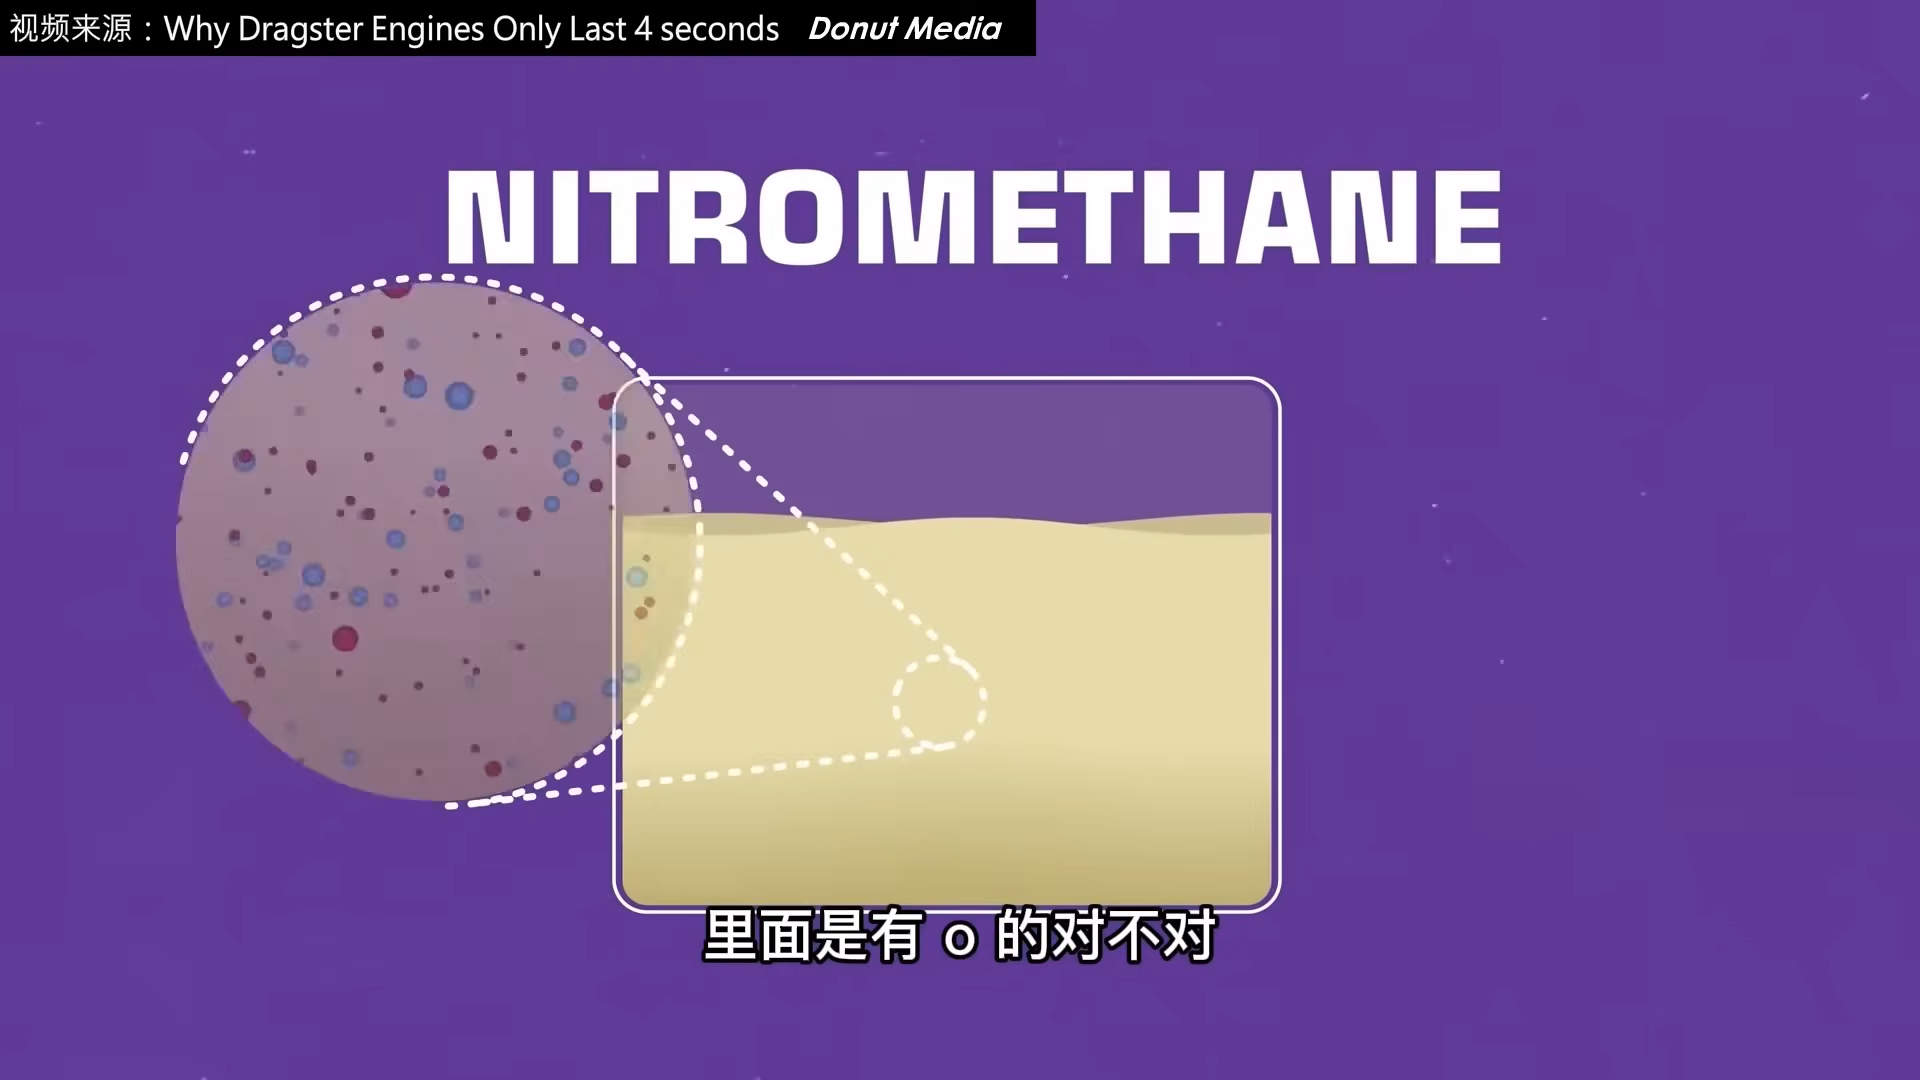 视频来源：Why Dragster Engines Only Last 4 seconds Donut Media
NITROMETHANE
里面是有 o 的对不对